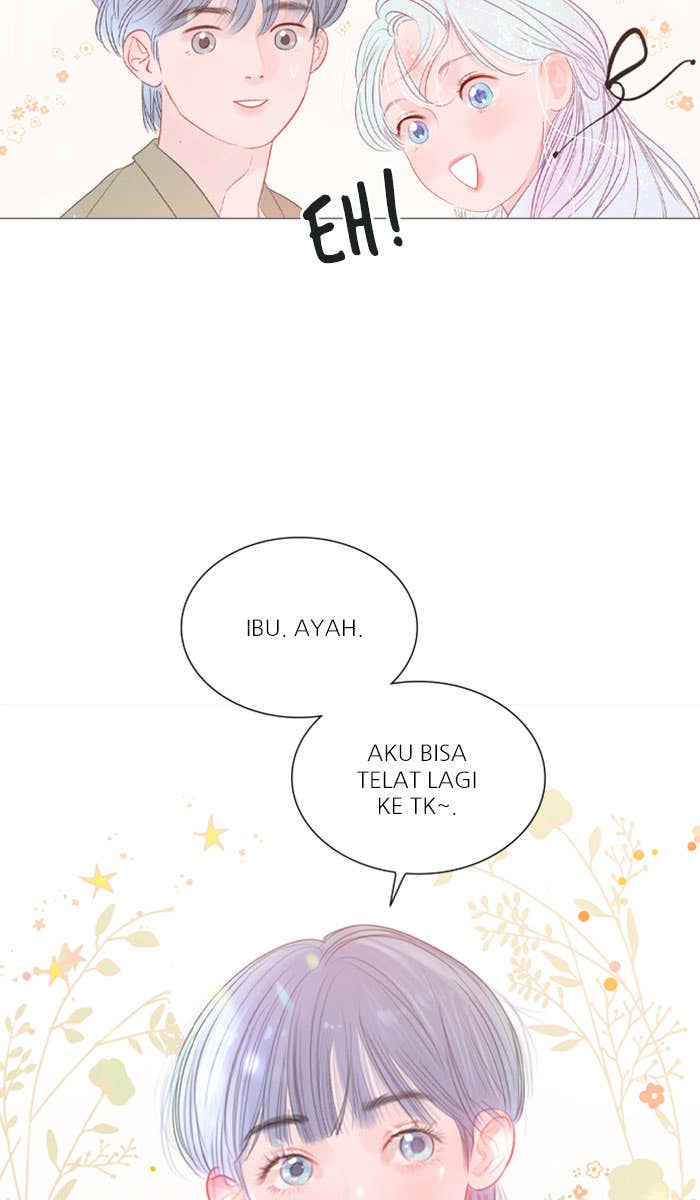 EH!
IBU. AYAH.
AKU BISA
TELAT LAGI
KE TK~.